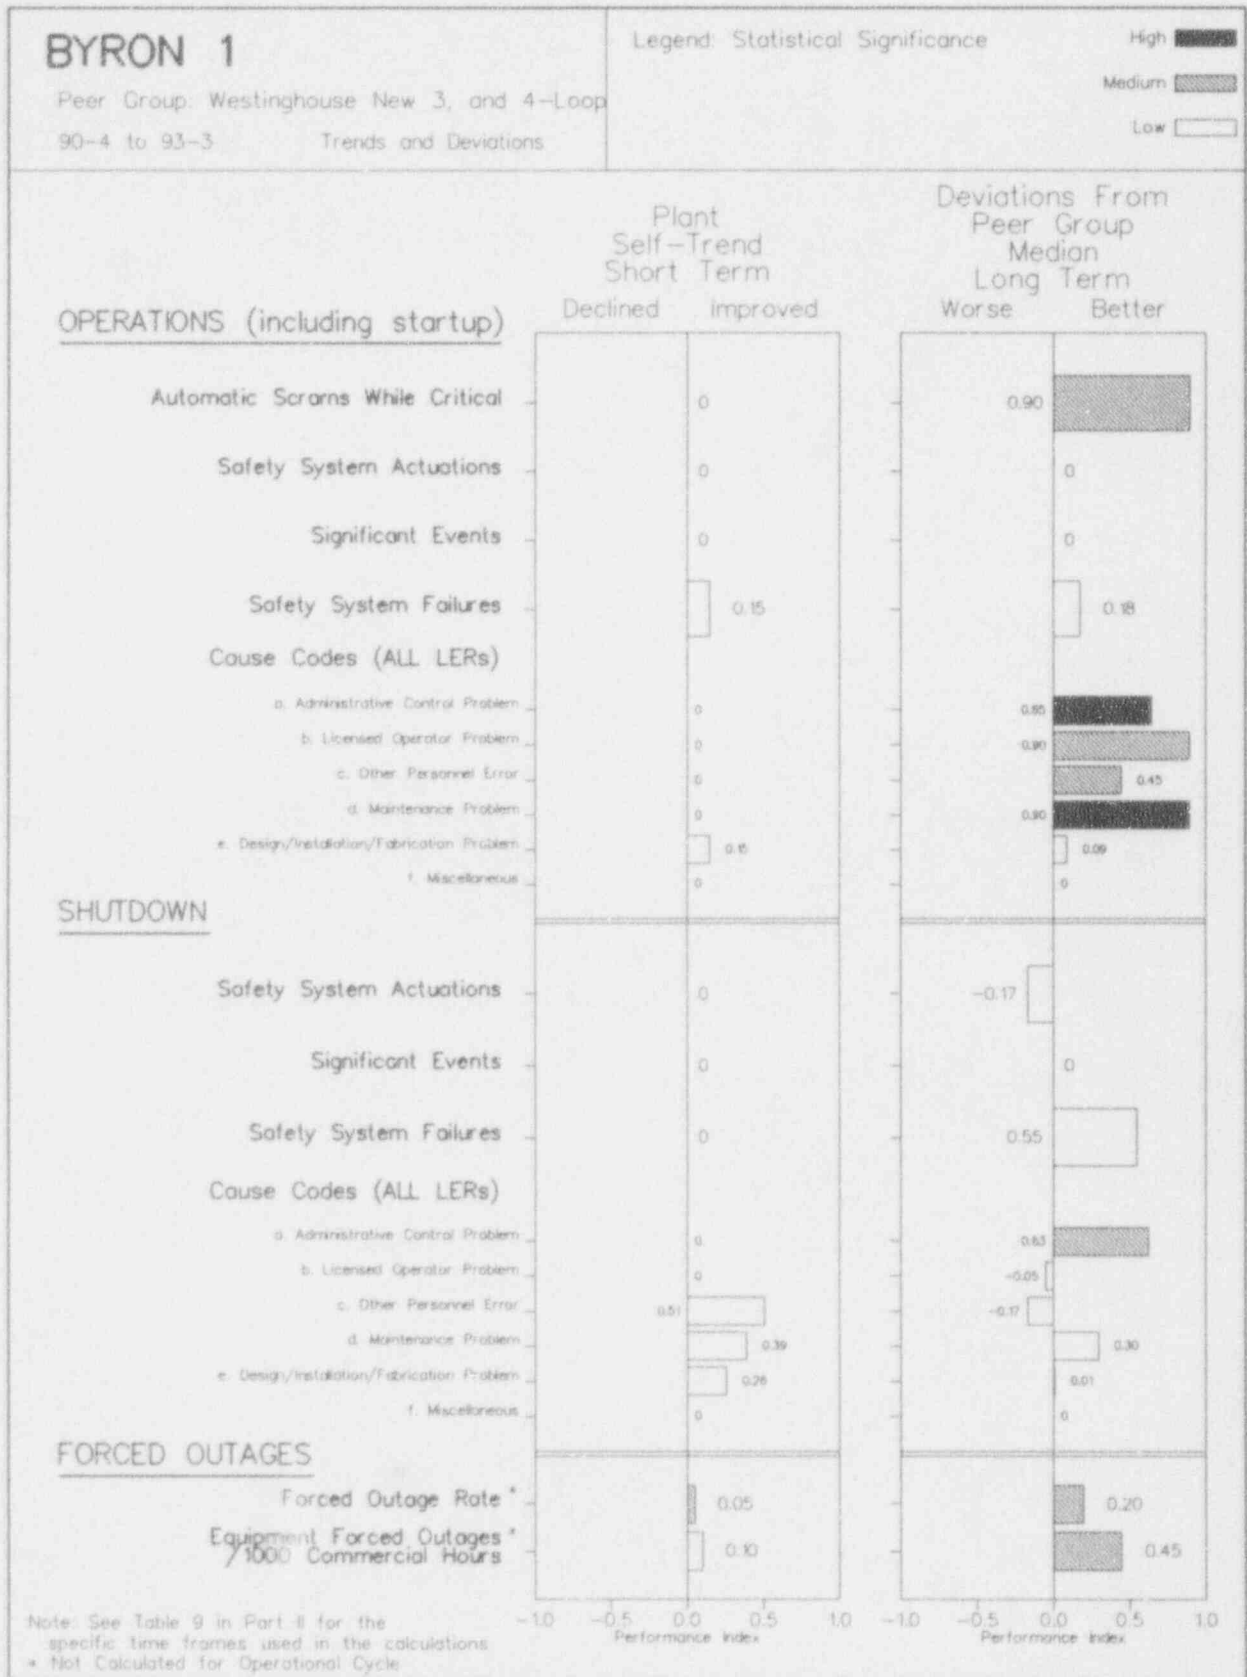 BYRON 1
Peer Group: Westinghouse New 3, and 4-Loop
90-4 to 93-3 Trends and Deviations
Legend: Statistical Significance
High
Medium
Low
Plant
Self-Trend
Short Term
Declined Improved
Deviations From
Peer Group
Median
Long Term
Worse Better
OPERATIONS (including startup)
Automatic Scrams While Critical 0 0.90
Safety System Actuations 0 0
Significant Events 0 0
Safety System Failures 0.15 0.18
Cause Codes (ALL LERs)
a. Administrative Control Problem 0 0.65
b. Licensed Operator Problem 0 0.90
c. Other Personnel Error 0 0.45
d. Maintenance Problem 0 0.90
e. Design/Installation/Fabrication Problem 0.15 0.09
f. Miscellaneous 0 0
SHUTDOWN
Safety System Actuations 0 -0.17
Significant Events 0 0
Safety System Failures 0 0.55
Cause Codes (ALL LERs)
a. Administrative Control Problem 0 0.63
b. Licensed Operator Problem 0 -0.05
c. Other Personnel Error 0.51 -0.17
d. Maintenance Problem 0.39 0.30
e. Design/Installation/Fabrication Problem 0.26 0.01
f. Miscellaneous 0 0
FORCED OUTAGES
Forced Outage Rate * 0.05 0.20
Equipment Forced Outages *
/1000 Commercial Hours 0.10 0.45
-1.0 -0.5 0.0 0.5 1.0
Performance Index
-1.0 -0.5 0.0 0.5 1.0
Performance Index
Note: See Table 9 in Part II for the
specific time frames used in the calculations
* Not Calculated for Operational Cycle